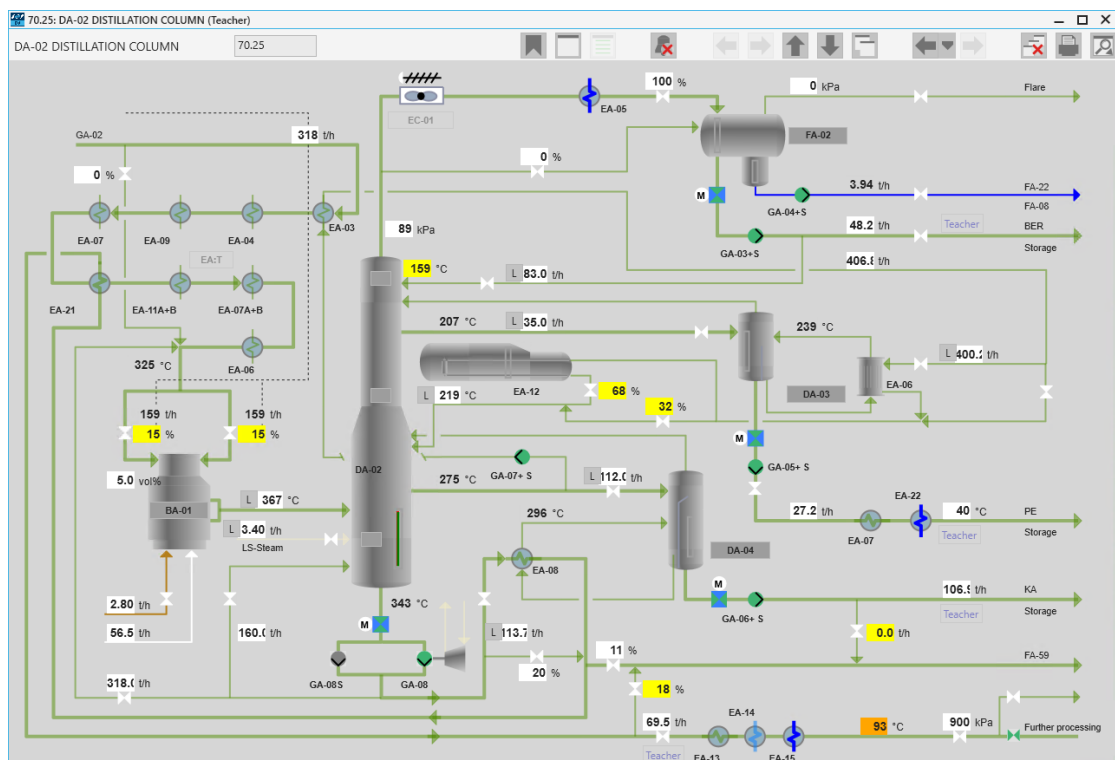 70.25: DA-02 DISTILLATION COLUMN (Teacher)
DA-02 DISTILLATION COLUMN 70.25
100 %
0 kPa
Flare
EA-05
EC-01
FA-02
GA-02
318 t/h
0 %
0 %
3.94 t/h
FA-22
M
GA-04+S
FA-08
EA-07
EA-09
EA-04
EA-03
89 kPa
48.2 t/h
Teacher
BER
GA-03+S
Storage
EA:T
159 °C
406.8
L 83.0 t/h
EA-21
EA-11A+B
EA-07A+B
207 °C
L 35.0 t/h
239 °C
325 °C
EA-06
L 400.2 t/h
EA-12
DA-03
EA-06
L 219 °C
68 %
159 t/h
159 t/h
32 %
15 %
15 %
M
DA-02
GA-07+ S
GA-05+ S
5.0 vol%
275 °C
L 112.0 t/h
EA-22
BA-01
L 367 °C
296 °C
27.2 t/h
40 °C
PE
L 3.40 t/h
EA-07
Teacher
Storage
LS-Steam
DA-04
EA-08
M
106.9 t/h
KA
2.80 t/h
343 °C
GA-06+ S
Teacher
Storage
56.5 t/h
160.0 t/h
M
L 113.7 t/h
0.0 t/h
11 %
FA-59
20 %
318.0 t/h
GA-08S
GA-08
18 %
EA-14
69.5 t/h
93 °C
900 kPa
Further processing
Teacher
EA-13
EA-15